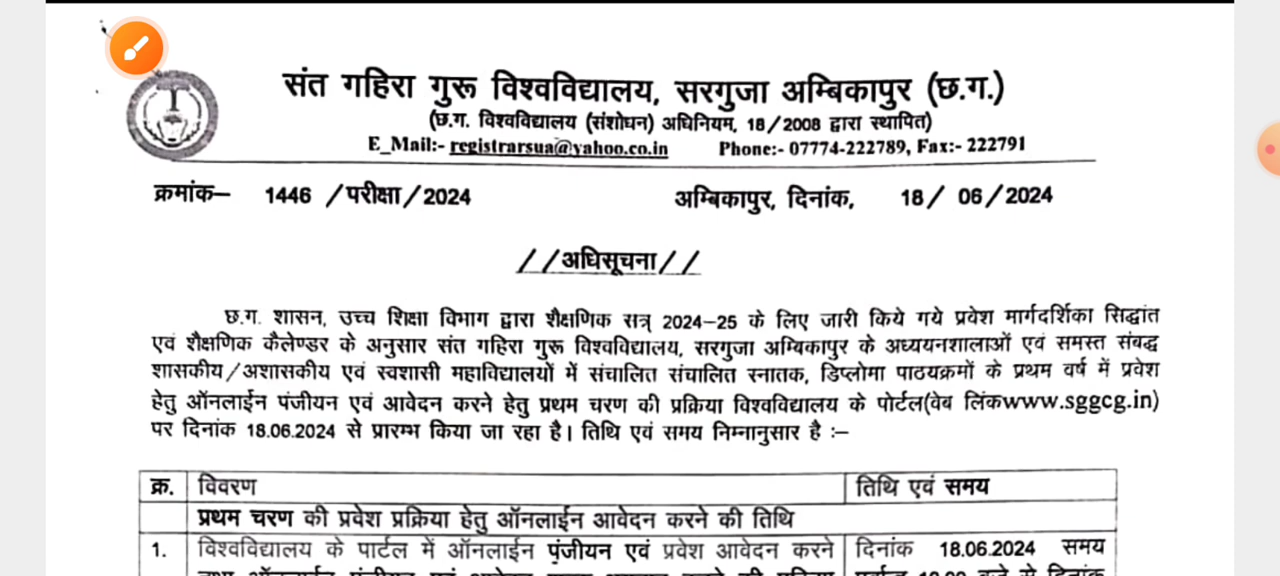 संत गहिरा गुरू विश्वविद्यालय, सरगुजा अम्बिकापुर (छ.ग.)
(छ.ग. विश्वविद्यालय (संशोधन) अधिनियम, 18/2008 द्वारा स्थापित)
E_Mail:- registrarsua@yahoo.co.in Phone:- 07774-222789, Fax:- 222791
क्रमांक– 1446 /परीक्षा/2024 अम्बिकापुर, दिनांक, 18/ 06/2024
//अधिसूचना//
छ.ग. शासन, उच्च शिक्षा विभाग द्वारा शैक्षणिक सत्र् 2024–25 के लिए जारी किये गये प्रवेश मार्गदर्शिका सिद्धांत
एवं शैक्षणिक कैलेण्डर के अनुसार संत गहिरा गुरू विश्वविद्यालय, सरगुजा अम्बिकापुर के अध्ययनशालाओं एवं समस्त संबद्ध
शासकीय/अशासकीय एवं स्वशासी महाविद्यालयों में संचालित संचालित स्नातक, डिप्लोमा पाठयक्रमों के प्रथम वर्ष में प्रवेश
हेतु ऑनलाईन पंजीयन एवं आवेदन करने हेतु प्रथम चरण की प्रक्रिया विश्वविद्यालय के पोर्टल(वेब लिंकwww.sggcg.in)
पर दिनांक 18.06.2024 से प्रारम्भ किया जा रहा है। तिथि एवं समय निम्नानुसार है :–
क्र. विवरण तिथि एवं समय
प्रथम चरण की प्रवेश प्रक्रिया हेतु ऑनलाईन आवेदन करने की तिथि
1. विश्वविद्यालय के पार्टल में ऑनलाईन पंजीयन एवं प्रवेश आवेदन करने दिनांक 18.06.2024 समय